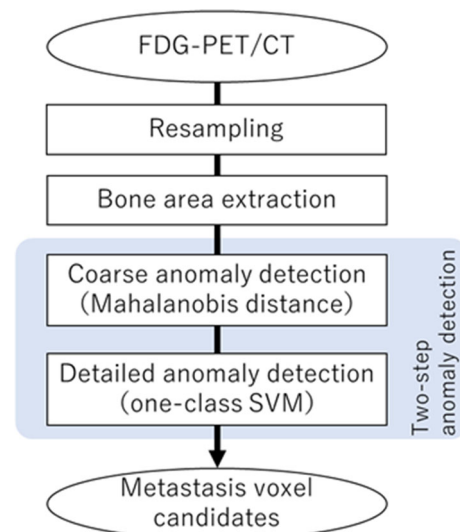 FDG-PET/CT
Resampling
Bone area extraction
Coarse anomaly detection
(Mahalanobis distance)
Detailed anomaly detection
(one-class SVM)
Two-step
anomaly detection
Metastasis voxel
candidates